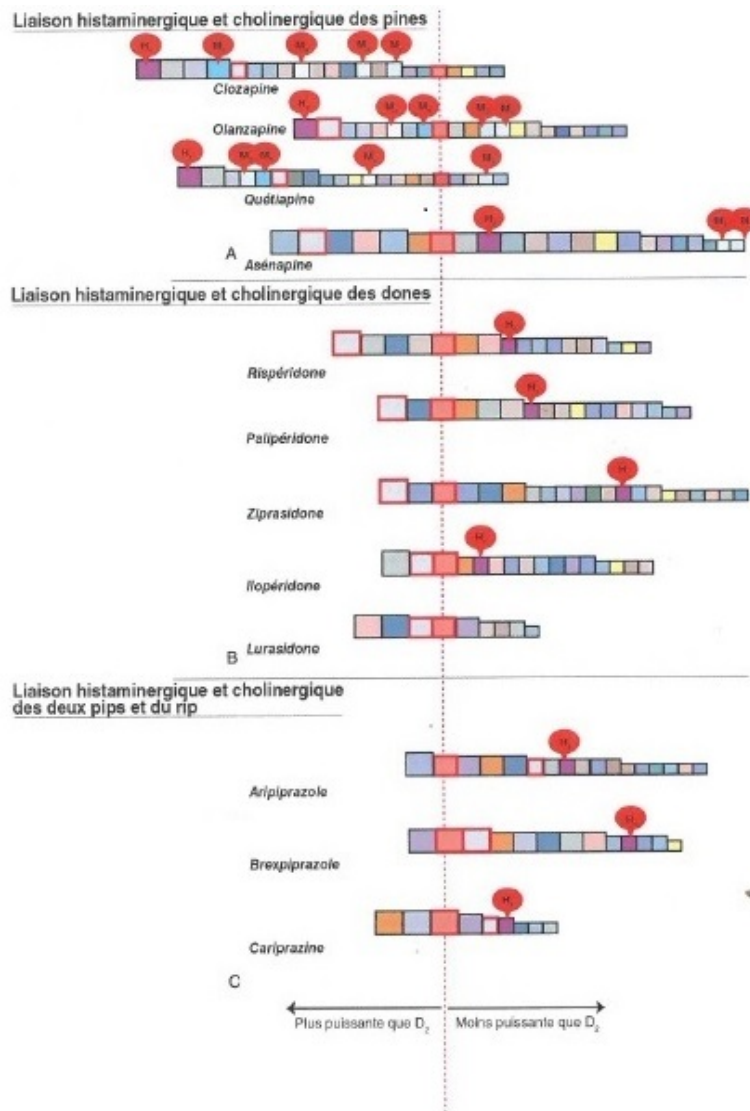 Liaison histaminergique et cholinergique des pines
Clozapine
Olanzapine
Quétiapine
A
Asénapine
Liaison histaminergique et cholinergique des dones
Rispéridone
Palipéridone
Ziprasidone
Ilopéridone
B
Lurasidone
Liaison histaminergique et cholinergique
des deux pips et du rip
Aripiprazole
Brexpiprazole
Cariprazine
C
Plus puissante que D₂
Moins puissante que D₂